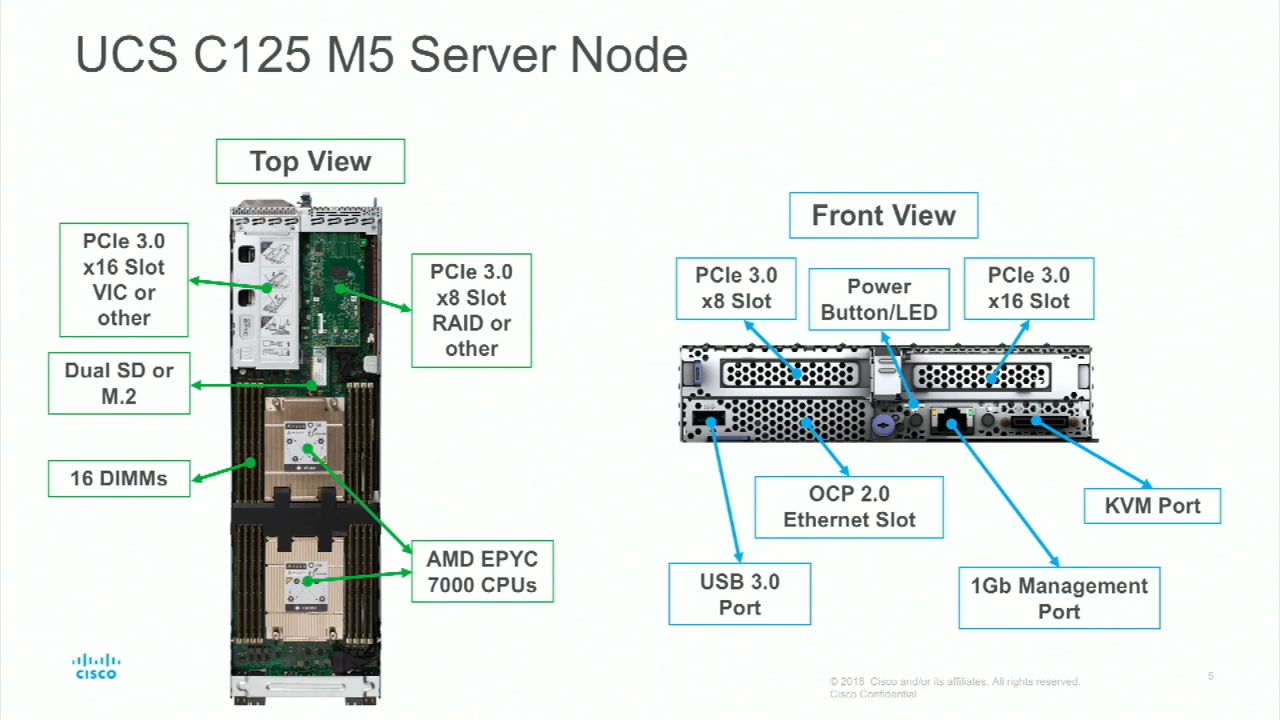 UCS C125 M5 Server Node
Top View
PCIe 3.0
x16 Slot
VIC or
other
PCIe 3.0
x8 Slot
RAID or
other
Dual SD or
M.2
16 DIMMs
AMD EPYC
7000 CPUs
Front View
PCIe 3.0
x8 Slot
Power
Button/LED
PCIe 3.0
x16 Slot
OCP 2.0
Ethernet Slot
KVM Port
USB 3.0
Port
1Gb Management
Port
CISCO
© 2018 Cisco and/or its affiliates. All rights reserved.
Cisco Confidential
5